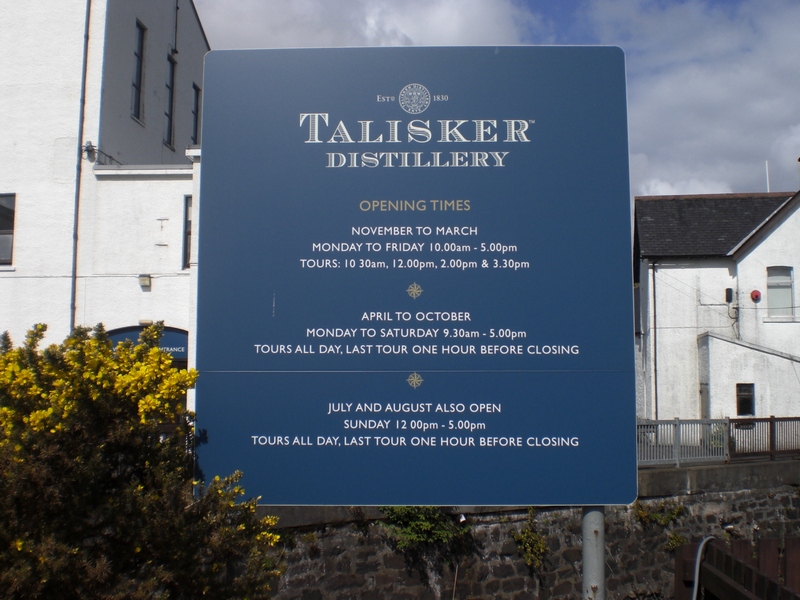 ESTD 1830
TALISKER™
DISTILLERY
OPENING TIMES
NOVEMBER TO MARCH
MONDAY TO FRIDAY 10.00am - 5.00pm
TOURS: 10 30am, 12.00pm, 2.00pm & 3.30pm
APRIL TO OCTOBER
MONDAY TO SATURDAY 9.30am - 5.00pm
TOURS ALL DAY, LAST TOUR ONE HOUR BEFORE CLOSING
JULY AND AUGUST ALSO OPEN
SUNDAY 12 00pm - 5.00pm
TOURS ALL DAY, LAST TOUR ONE HOUR BEFORE CLOSING
ENTRANCE